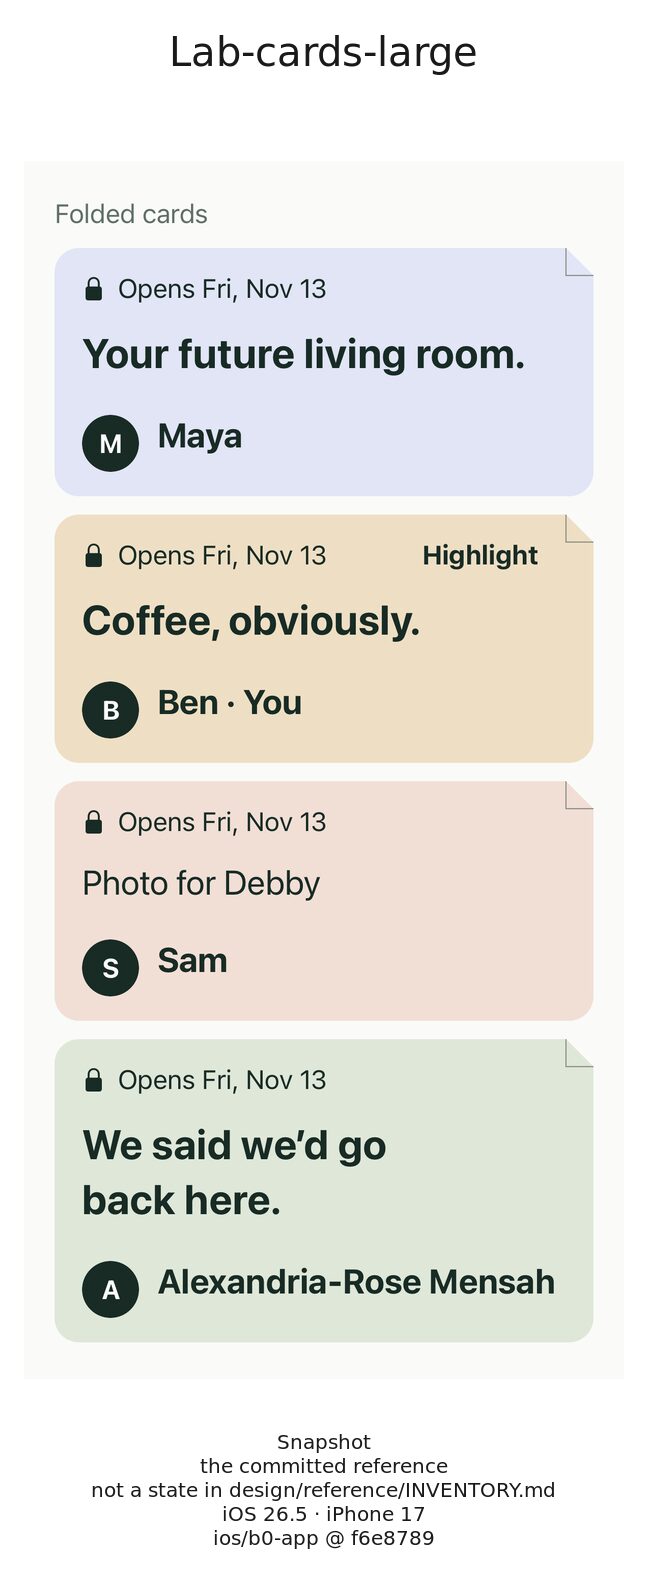 Lab-cards-large
Folded cards
Opens Fri, Nov 13
Your future living room.
M Maya
Opens Fri, Nov 13 Highlight
Coffee, obviously.
B Ben · You
Opens Fri, Nov 13
Photo for Debby
S Sam
Opens Fri, Nov 13
We said we’d go
back here.
A Alexandria-Rose Mensah
Snapshot
the committed reference
not a state in design/reference/INVENTORY.md
iOS 26.5 · iPhone 17
ios/b0-app @ f6e8789